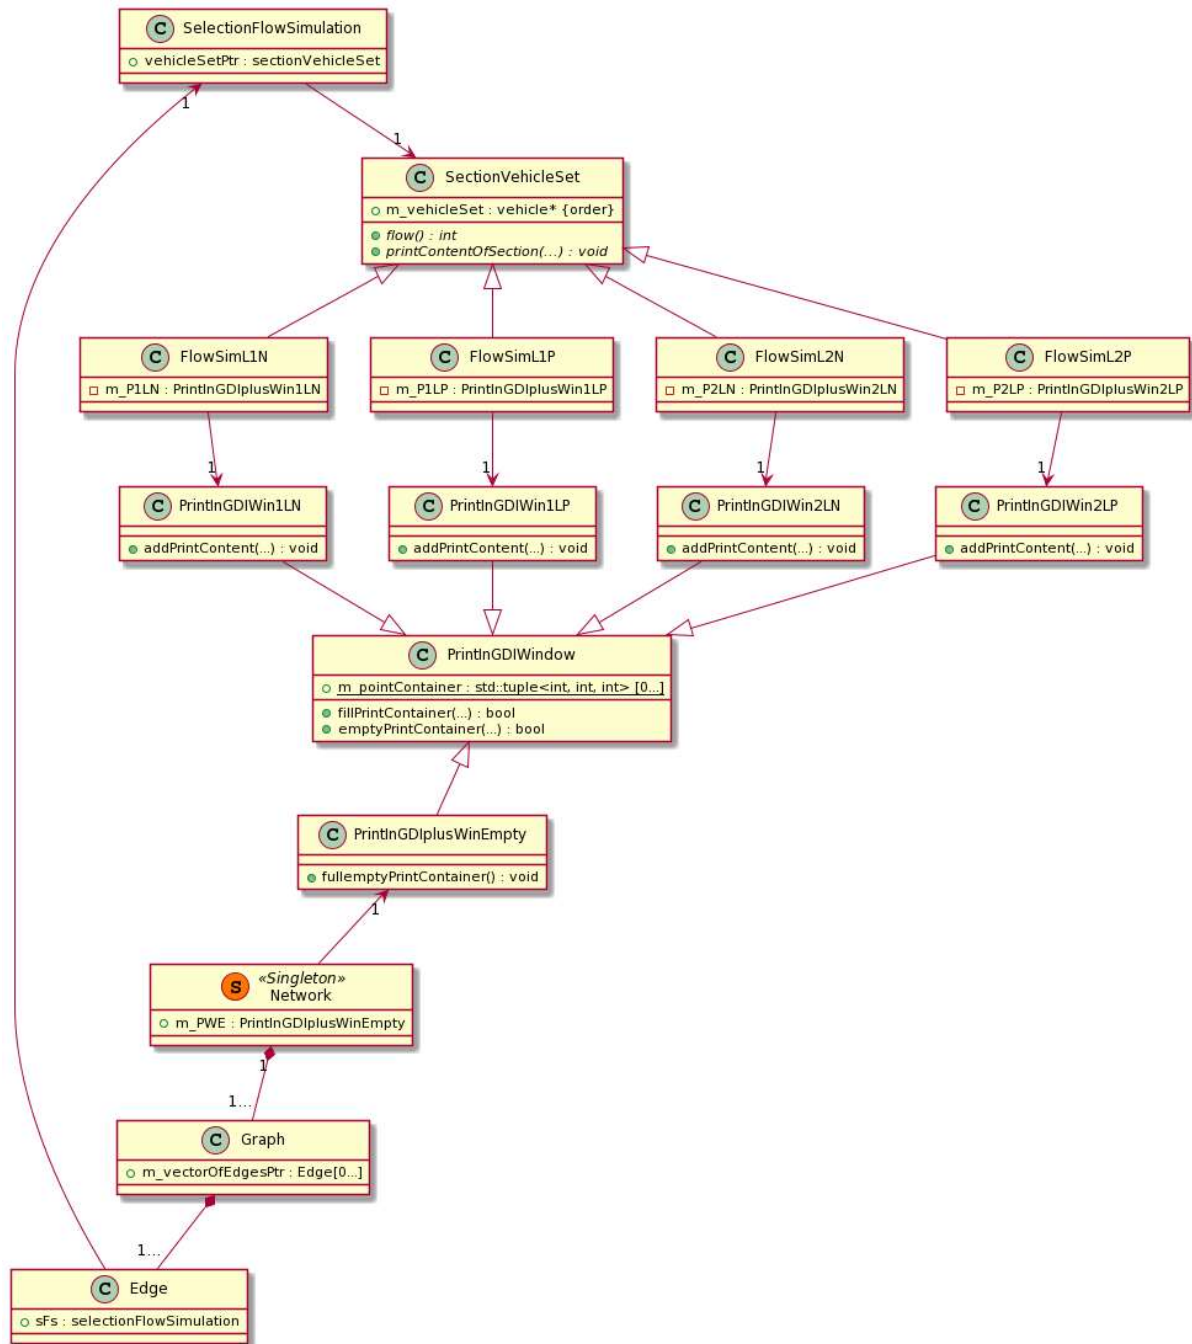 C SelectionFlowSimulation
vehicleSetPtr : sectionVehicleSet
1
1
C SectionVehicleSet
m_vehicleSet : vehicle* {order}
flow() : int
printContentOfSection(...) : void
C FlowSimL1N
m_P1LN : PrintInGDIplusWin1LN
C FlowSimL1P
m_P1LP : PrintInGDIplusWin1LP
C FlowSimL2N
m_P2LN : PrintInGDIplusWin2LN
C FlowSimL2P
m_P2LP : PrintInGDIplusWin2LP
1
1
1
1
C PrintInGDIWin1LN
addPrintContent(...) : void
C PrintInGDIWin1LP
addPrintContent(...) : void
C PrintInGDIWin2LN
addPrintContent(...) : void
C PrintInGDIWin2LP
addPrintContent(...) : void
C PrintInGDIWindow
m_pointContainer : std::tuple<int, int, int> [0...]
fillPrintContainer(...) : bool
emptyPrintContainer(...) : bool
C PrintInGDIplusWinEmpty
fullemptyPrintContainer() : void
1
S «Singleton»
Network
m_PWE : PrintInGDIplusWinEmpty
1
1...
C Graph
m_vectorOfEdgesPtr : Edge[0...]
1...
C Edge
sFs : selectionFlowSimulation